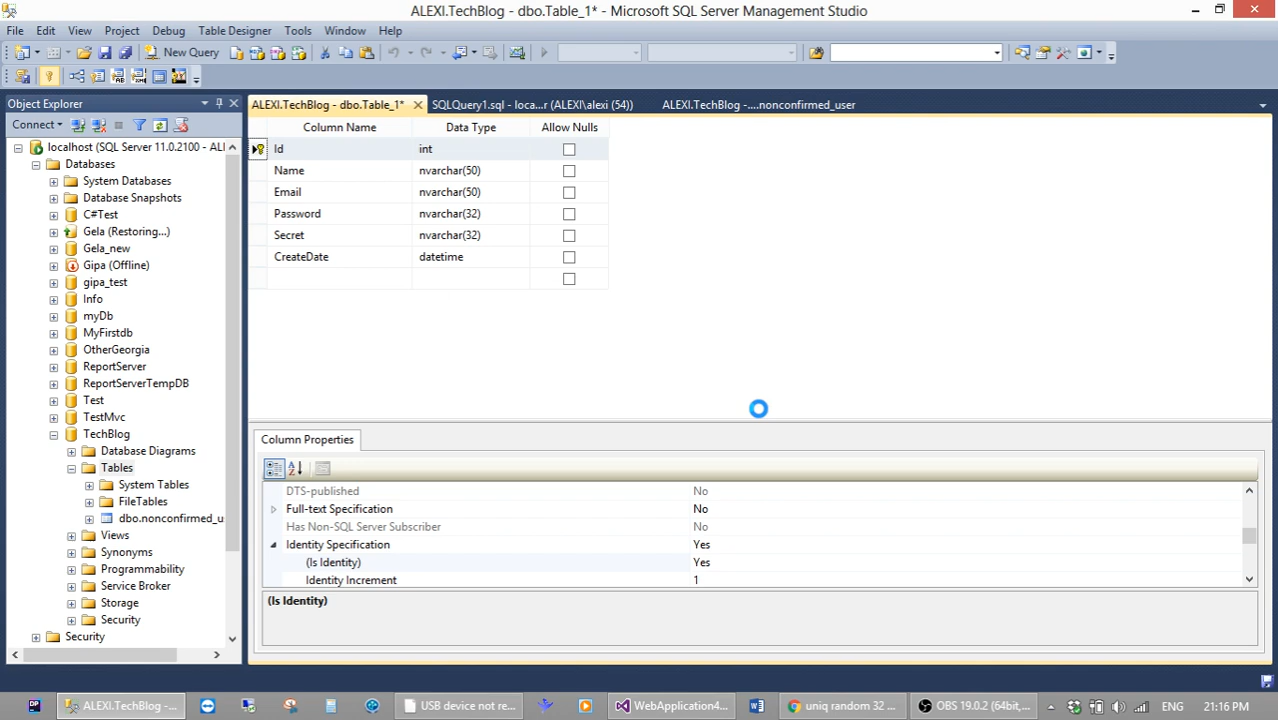 ALEXI.TechBlog - dbo.Table_1* - Microsoft SQL Server Management Studio
File Edit View Project Debug Table Designer Tools Window Help
New Query
Object Explorer
ALEXI.TechBlog - dbo.Table_1* SQLQuery1.sql - loca...r (ALEXI\alexi (54)) ALEXI.TechBlog -....nonconfirmed_user
Connect
Column Name Data Type Allow Nulls
localhost (SQL Server 11.0.2100 - ALI
Databases
System Databases
Database Snapshots
C#Test
Gela (Restoring...)
Gela_new
Gipa (Offline)
gipa_test
Info
myDb
MyFirstdb
OtherGeorgia
ReportServer
ReportServerTempDB
Test
TestMvc
TechBlog
Database Diagrams
Tables
System Tables
FileTables
dbo.nonconfirmed_u
Views
Synonyms
Programmability
Service Broker
Storage
Security
Security
Id int
Name nvarchar(50)
Email nvarchar(50)
Password nvarchar(32)
Secret nvarchar(32)
CreateDate datetime
Column Properties
DTS-published No
Full-text Specification No
Has Non-SQL Server Subscriber No
Identity Specification Yes
(Is Identity) Yes
Identity Increment 1
(Is Identity)
ALEXI.TechBlog -... USB device not re... WebApplication4... uniq random 32 ... OBS 19.0.2 (64bit,... ENG 21:16 PM